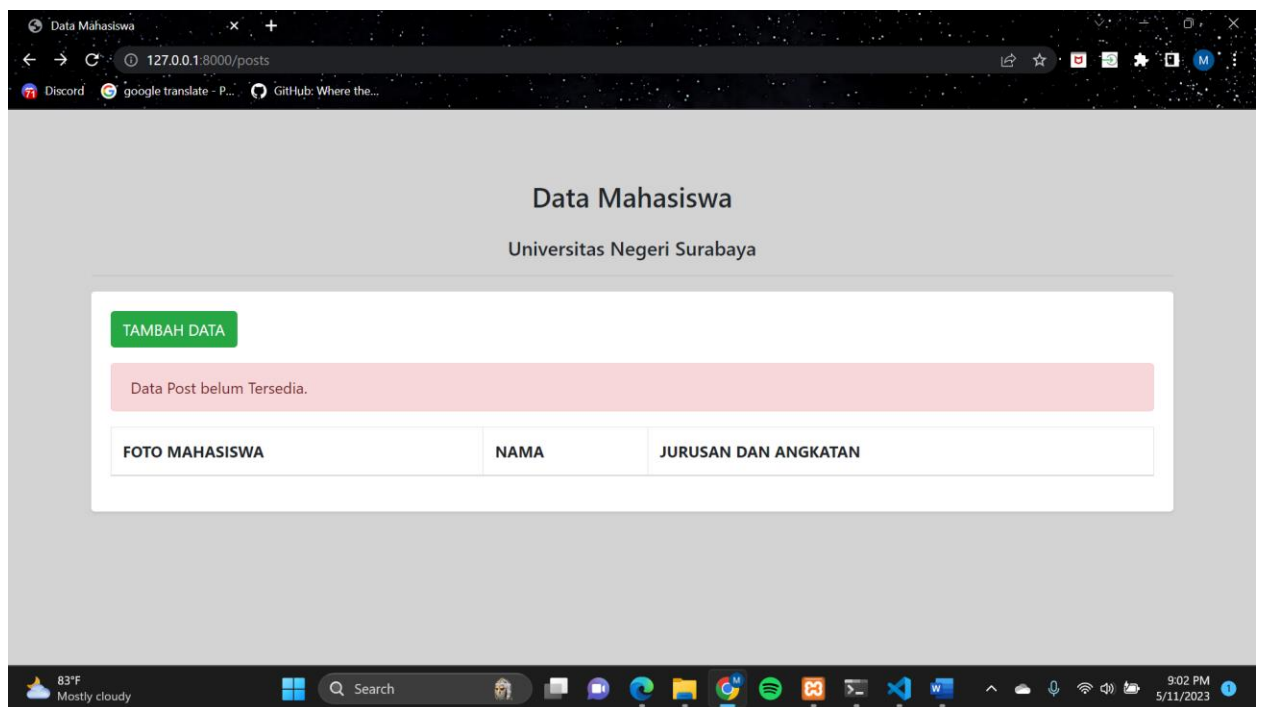 Data Mahasiswa
127.0.0.1:8000/posts
M
71 Discord
google translate - P...
GitHub: Where the...
Data Mahasiswa
Universitas Negeri Surabaya
TAMBAH DATA
Data Post belum Tersedia.
FOTO MAHASISWA NAMA JURUSAN DAN ANGKATAN
83°F
Mostly cloudy
Search
M
W
9:02 PM
5/11/2023
1